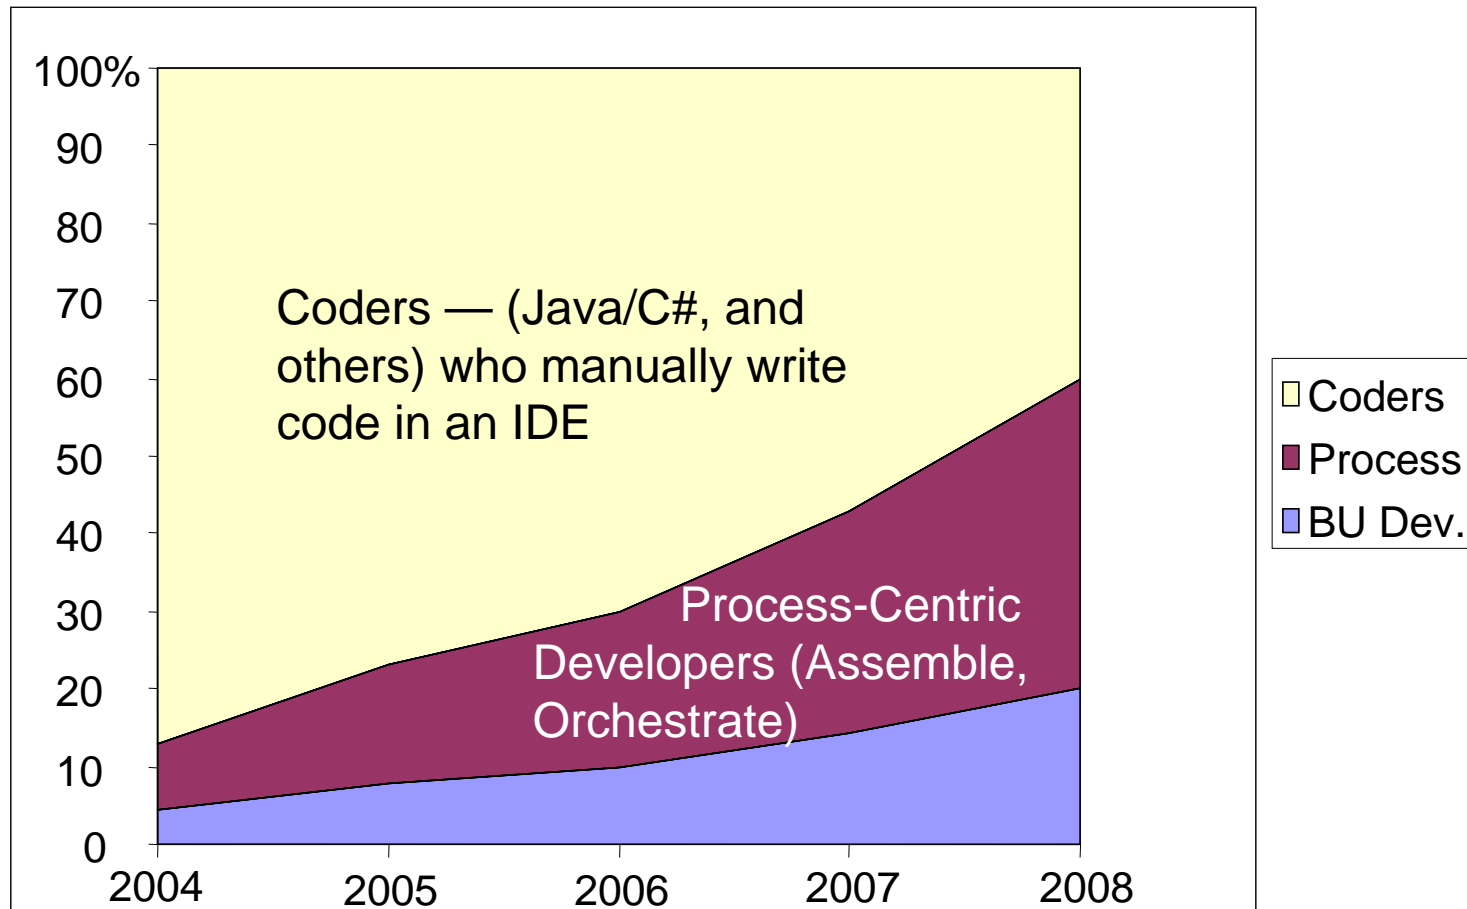 100%
90
80
70
60
50
40
30
20
10
0
Coders — (Java/C#, and
others) who manually write
code in an IDE
Process-Centric
Developers (Assemble,
Orchestrate)
2004
2005
2006
2007
2008
Coders
Process
BU Dev.